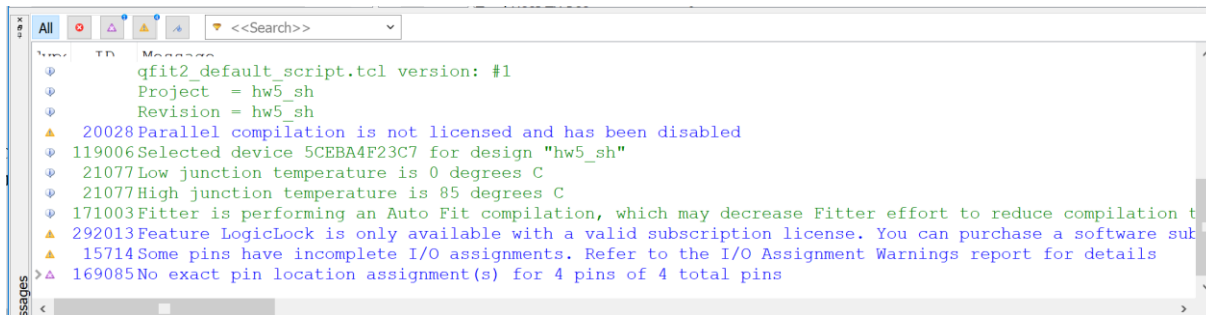 All <<Search>>
ID Message
qfit2_default_script.tcl version: #1
Project = hw5_sh
Revision = hw5_sh
20028 Parallel compilation is not licensed and has been disabled
119006 Selected device 5CEBA4F23C7 for design "hw5_sh"
21077 Low junction temperature is 0 degrees C
21077 High junction temperature is 85 degrees C
171003 Fitter is performing an Auto Fit compilation, which may decrease Fitter effort to reduce compilation t
292013 Feature LogicLock is only available with a valid subscription license. You can purchase a software sub
15714 Some pins have incomplete I/O assignments. Refer to the I/O Assignment Warnings report for details
169085 No exact pin location assignment(s) for 4 pins of 4 total pins
ssages